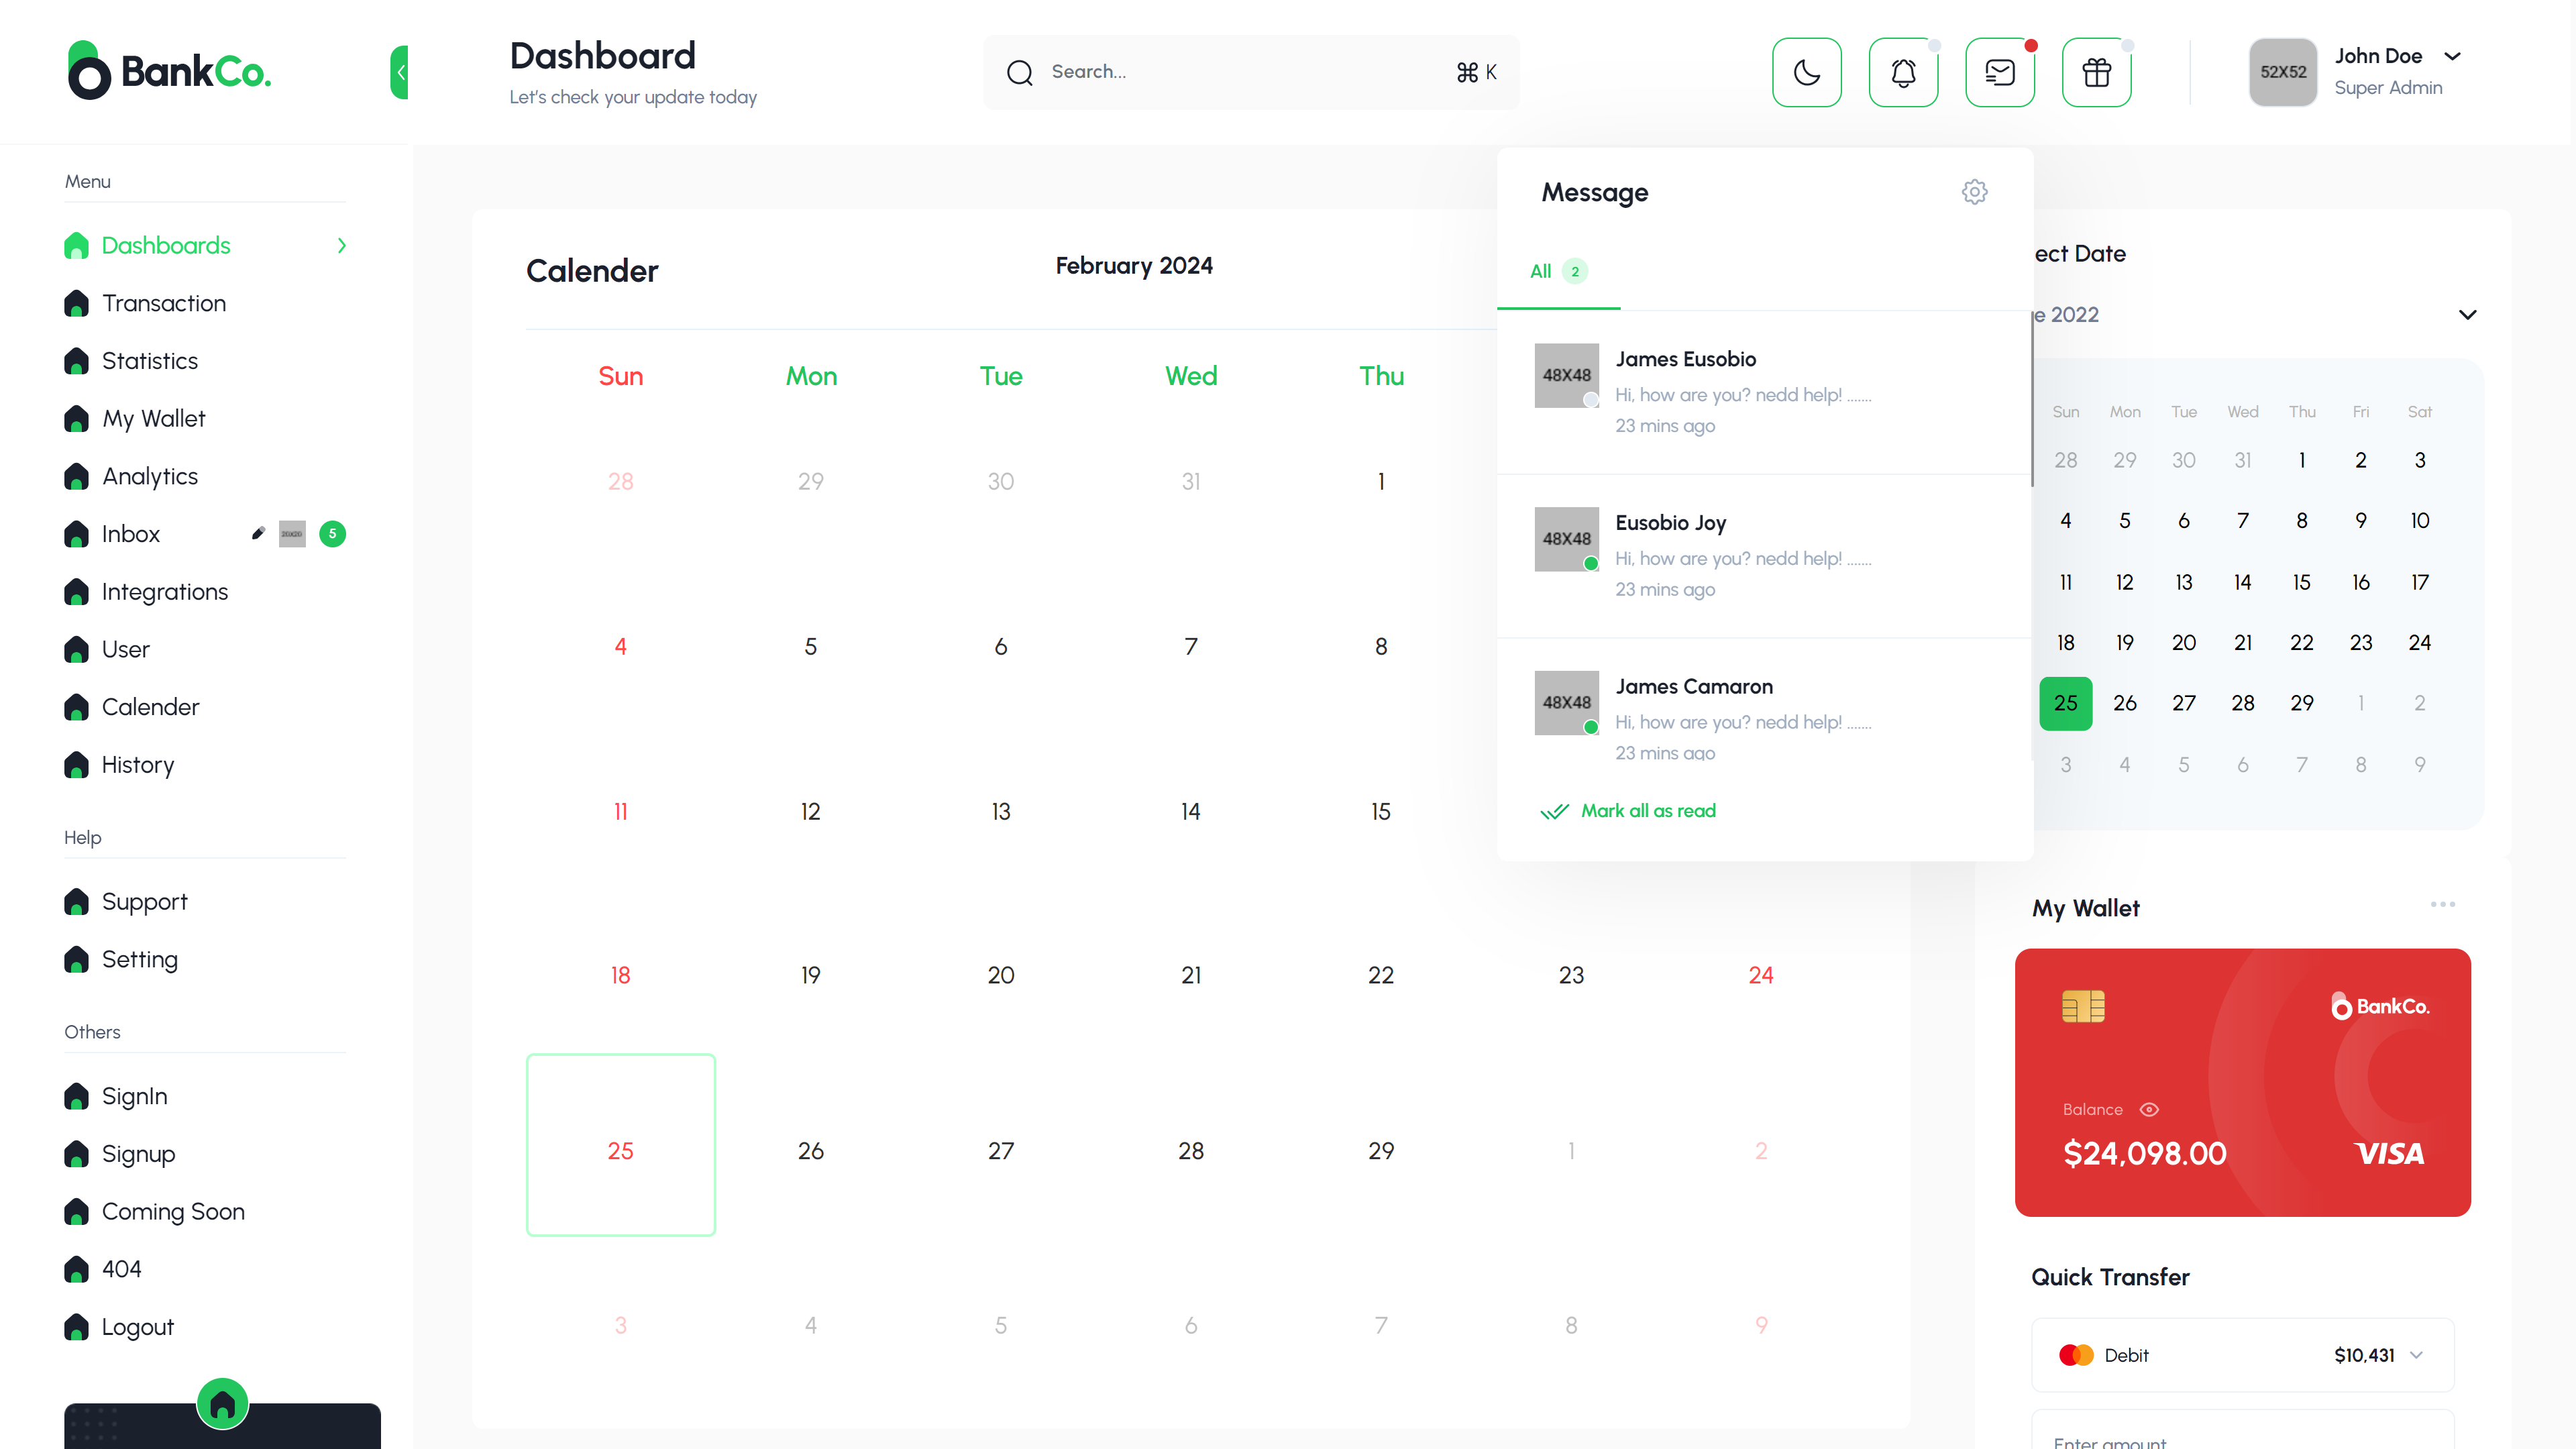 BankCo.
Dashboard
Let's check your update today
Search...
⌘ K
52X52
John Doe
Super Admin
Menu
Dashboards
Transaction
Statistics
My Wallet
Analytics
Inbox
20X20
5
Integrations
User
Calender
History
Help
Support
Setting
Others
SignIn
Signup
Coming Soon
404
Logout
Calender
February 2024
Sun Mon Tue Wed Thu
28 29 30 31 1
4 5 6 7 8
11 12 13 14 15
18 19 20 21 22 23 24
25 26 27 28 29 1 2
3 4 5 6 7 8 9
Message
All 2
48X48
James Eusobio
Hi, how are you? nedd help! .......
23 mins ago
48X48
Eusobio Joy
Hi, how are you? nedd help! .......
23 mins ago
48X48
James Camaron
Hi, how are you? nedd help! .......
23 mins ago
Mark all as read
ect Date
e 2022
Sun Mon Tue Wed Thu Fri Sat
28 29 30 31 1 2 3
4 5 6 7 8 9 10
11 12 13 14 15 16 17
18 19 20 21 22 23 24
25 26 27 28 29 1 2
3 4 5 6 7 8 9
My Wallet
BankCo.
Balance
$24,098.00
VISA
Quick Transfer
Debit
$10,431
Enter amount